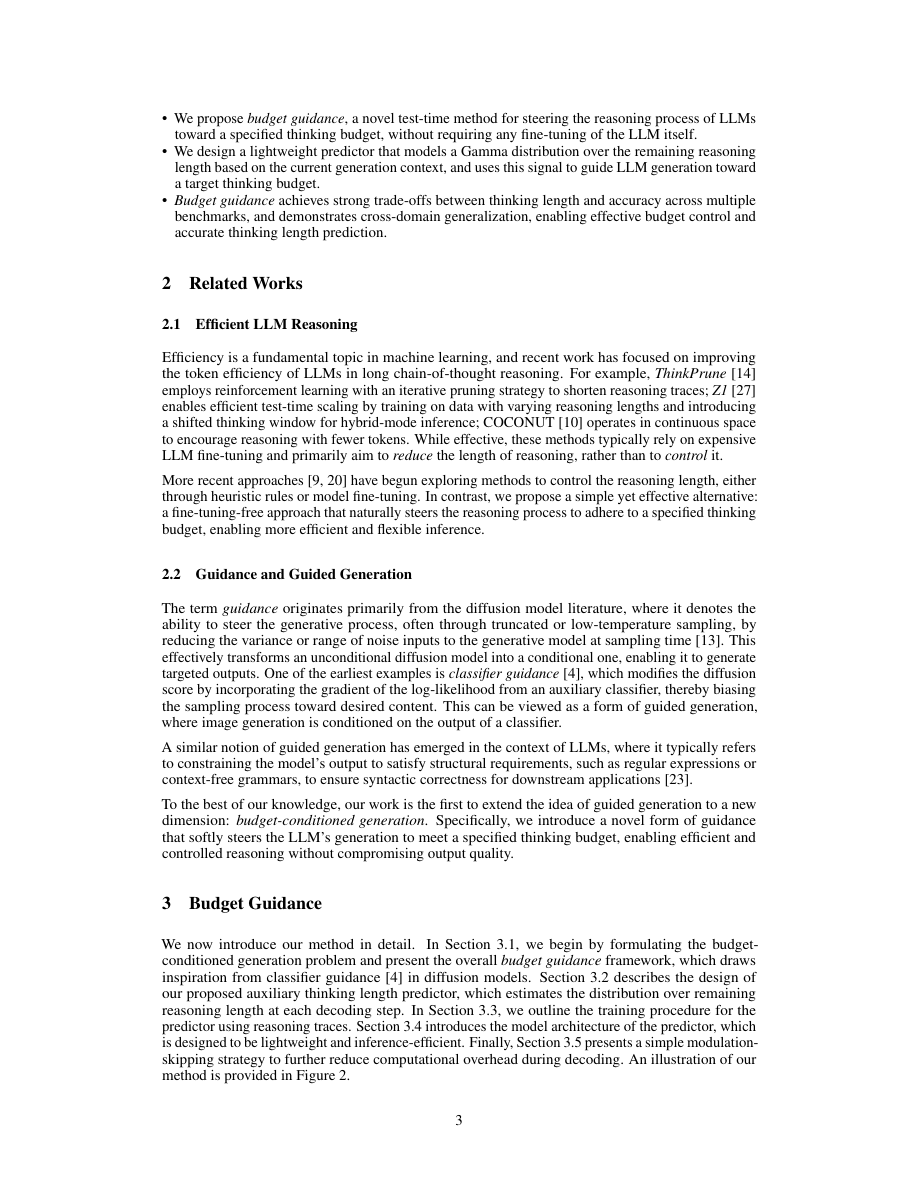 • We propose budget guidance, a novel test-time method for steering the reasoning process of LLMs
toward a specified thinking budget, without requiring any fine-tuning of the LLM itself.
• We design a lightweight predictor that models a Gamma distribution over the remaining reasoning
length based on the current generation context, and uses this signal to guide LLM generation toward
a target thinking budget.
• Budget guidance achieves strong trade-offs between thinking length and accuracy across multiple
benchmarks, and demonstrates cross-domain generalization, enabling effective budget control and
accurate thinking length prediction.
2 Related Works
2.1 Efficient LLM Reasoning
Efficiency is a fundamental topic in machine learning, and recent work has focused on improving
the token efficiency of LLMs in long chain-of-thought reasoning. For example, ThinkPrune [14]
employs reinforcement learning with an iterative pruning strategy to shorten reasoning traces; Z1 [27]
enables efficient test-time scaling by training on data with varying reasoning lengths and introducing
a shifted thinking window for hybrid-mode inference; COCONUT [10] operates in continuous space
to encourage reasoning with fewer tokens. While effective, these methods typically rely on expensive
LLM fine-tuning and primarily aim to reduce the length of reasoning, rather than to control it.
More recent approaches [9, 20] have begun exploring methods to control the reasoning length, either
through heuristic rules or model fine-tuning. In contrast, we propose a simple yet effective alternative:
a fine-tuning-free approach that naturally steers the reasoning process to adhere to a specified thinking
budget, enabling more efficient and flexible inference.
2.2 Guidance and Guided Generation
The term guidance originates primarily from the diffusion model literature, where it denotes the
ability to steer the generative process, often through truncated or low-temperature sampling, by
reducing the variance or range of noise inputs to the generative model at sampling time [13]. This
effectively transforms an unconditional diffusion model into a conditional one, enabling it to generate
targeted outputs. One of the earliest examples is classifier guidance [4], which modifies the diffusion
score by incorporating the gradient of the log-likelihood from an auxiliary classifier, thereby biasing
the sampling process toward desired content. This can be viewed as a form of guided generation,
where image generation is conditioned on the output of a classifier.
A similar notion of guided generation has emerged in the context of LLMs, where it typically refers
to constraining the model's output to satisfy structural requirements, such as regular expressions or
context-free grammars, to ensure syntactic correctness for downstream applications [23].
To the best of our knowledge, our work is the first to extend the idea of guided generation to a new
dimension: budget-conditioned generation. Specifically, we introduce a novel form of guidance
that softly steers the LLM's generation to meet a specified thinking budget, enabling efficient and
controlled reasoning without compromising output quality.
3 Budget Guidance
We now introduce our method in detail. In Section 3.1, we begin by formulating the budget-
conditioned generation problem and present the overall budget guidance framework, which draws
inspiration from classifier guidance [4] in diffusion models. Section 3.2 describes the design of
our proposed auxiliary thinking length predictor, which estimates the distribution over remaining
reasoning length at each decoding step. In Section 3.3, we outline the training procedure for the
predictor using reasoning traces. Section 3.4 introduces the model architecture of the predictor, which
is designed to be lightweight and inference-efficient. Finally, Section 3.5 presents a simple modulation-
skipping strategy to further reduce computational overhead during decoding. An illustration of our
method is provided in Figure 2.
3